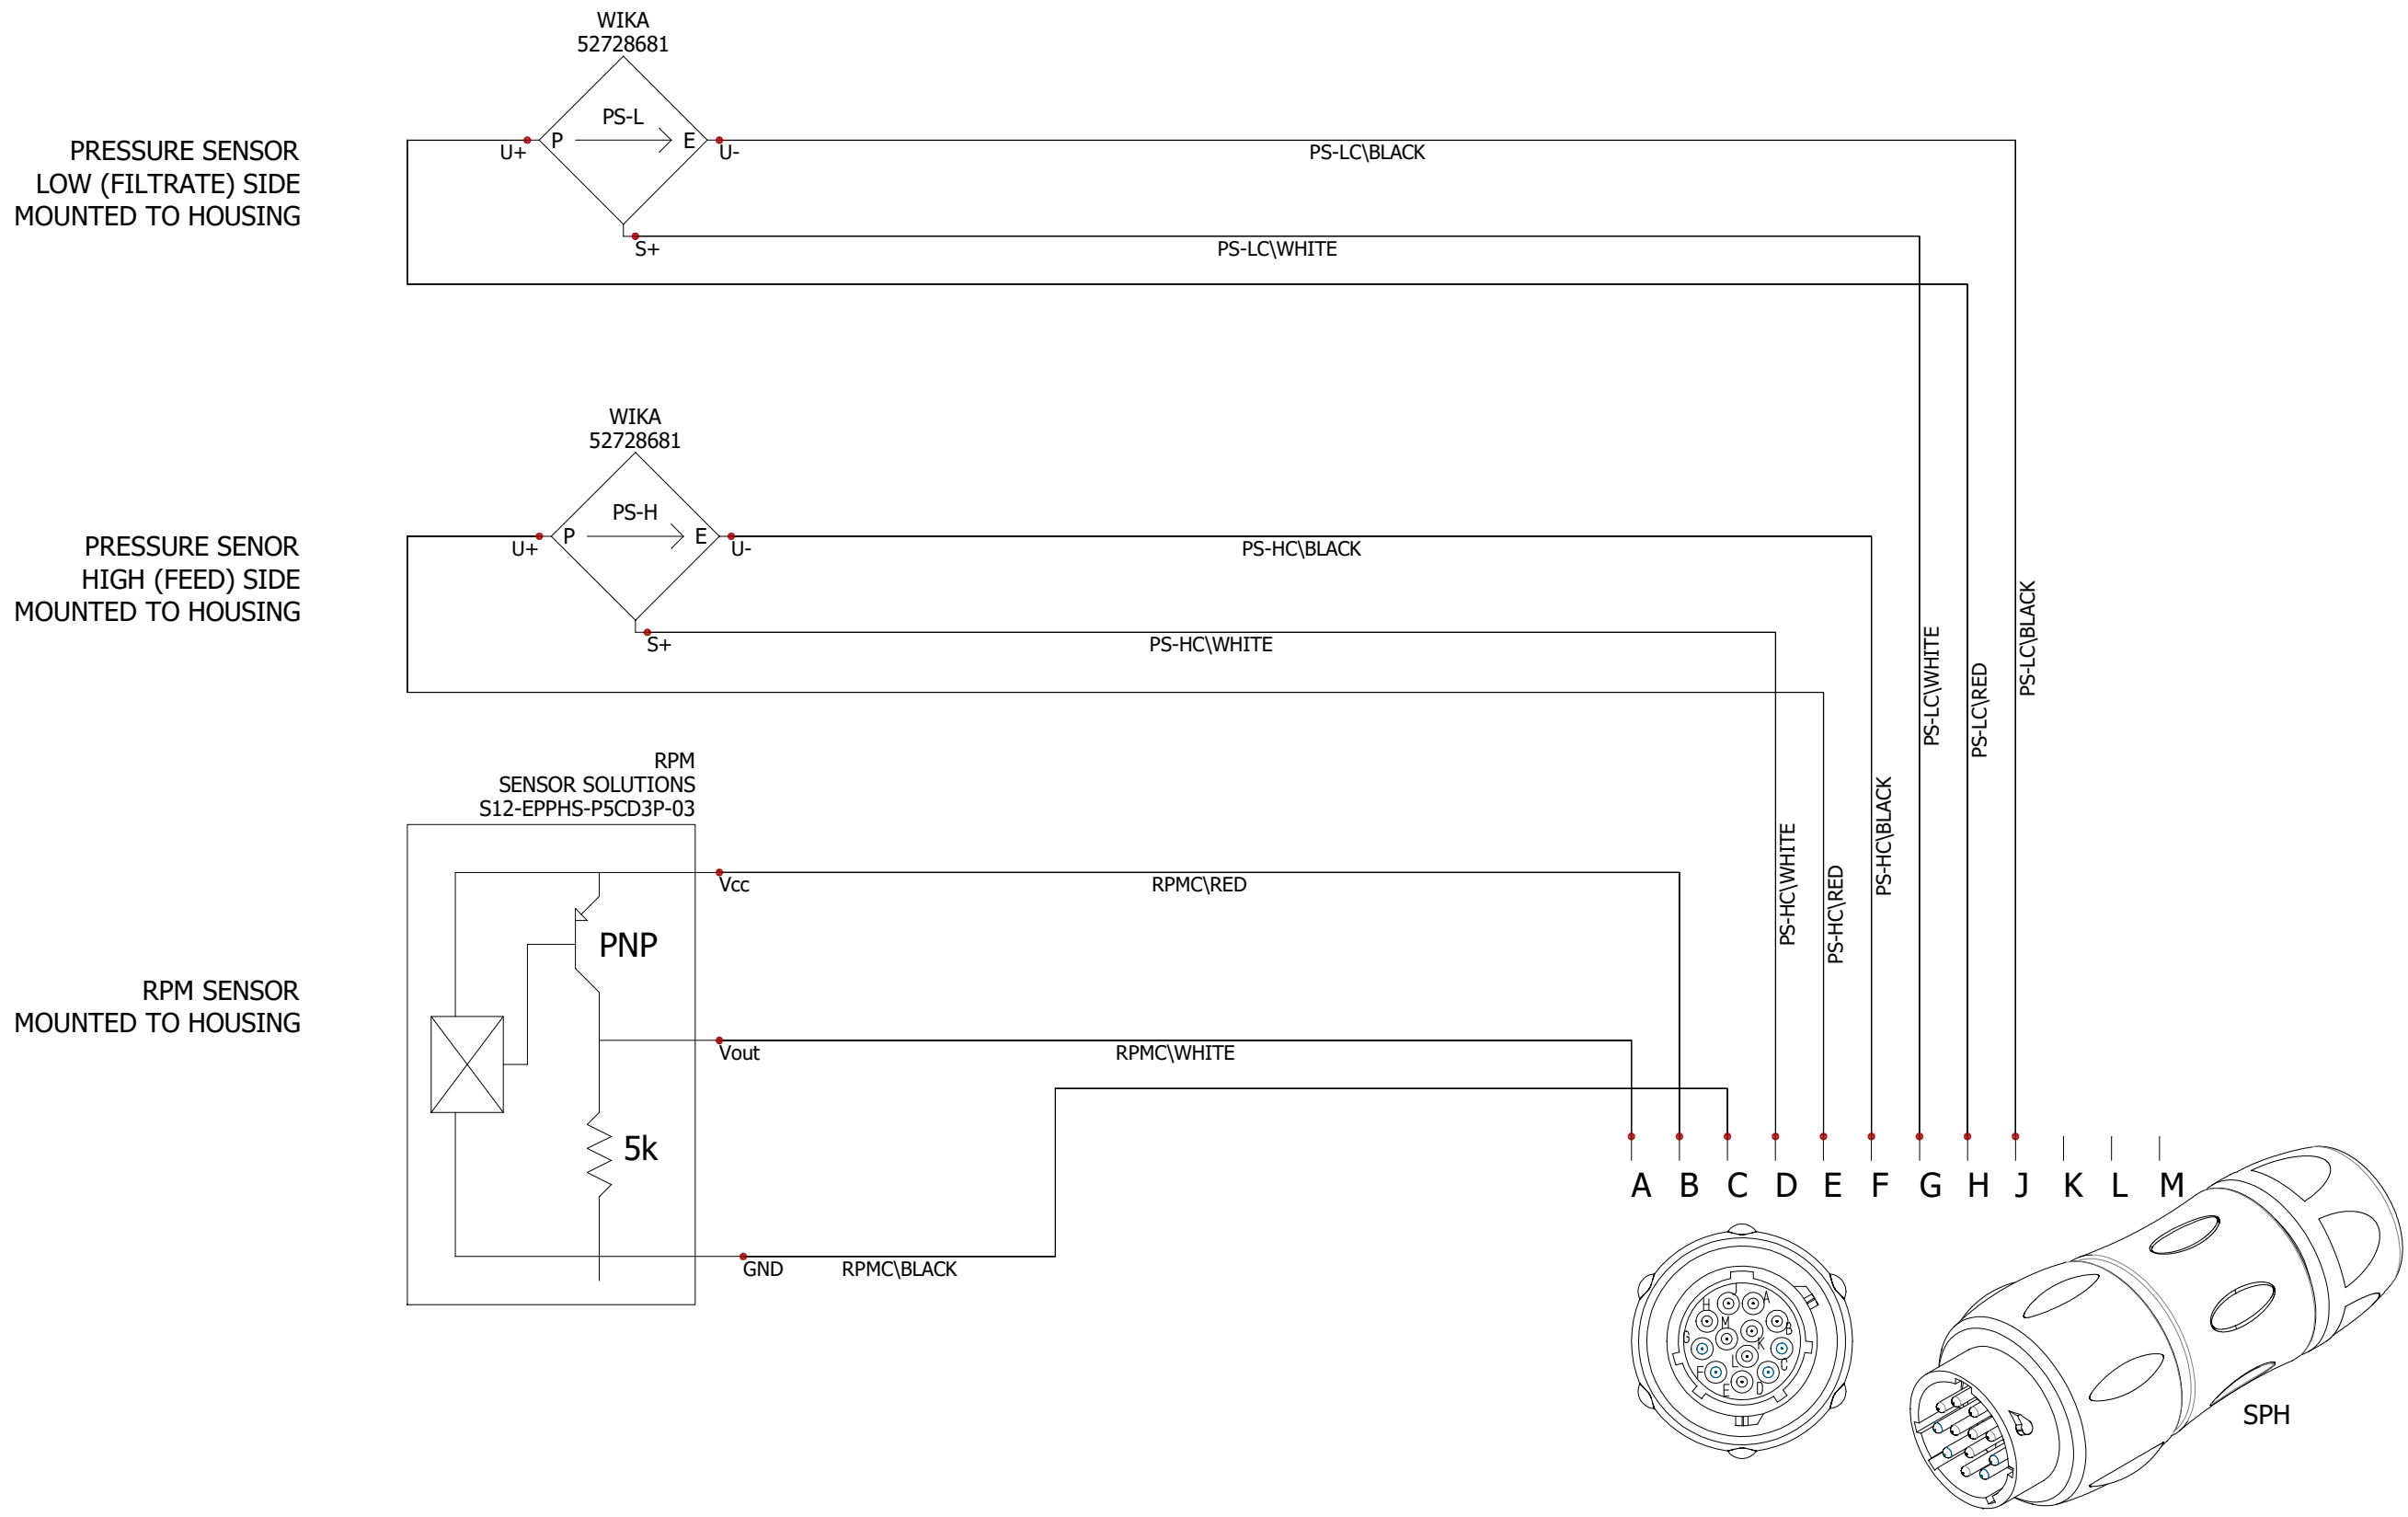 WIKA
52728681
PS-L
P
E
U+
U-
S+
PRESSURE SENSOR
LOW (FILTRATE) SIDE
MOUNTED TO HOUSING
PS-LC\BLACK
PS-LC\WHITE
WIKA
52728681
PS-H
P
E
U+
U-
S+
PRESSURE SENOR
HIGH (FEED) SIDE
MOUNTED TO HOUSING
PS-HC\BLACK
PS-HC\WHITE
PS-HC\WHITE
PS-HC\RED
PS-HC\BLACK
PS-LC\WHITE
PS-LC\RED
PS-LC\BLACK
RPM
SENSOR SOLUTIONS
S12-EPPHS-P5CD3P-03
Vcc
RPMC\RED
PNP
RPM SENSOR
MOUNTED TO HOUSING
Vout
RPMC\WHITE
5k
GND
RPMC\BLACK
A B C D E F G H J K L M
J
H
A
M
B
G
K
L
C
F
E
D
SPH